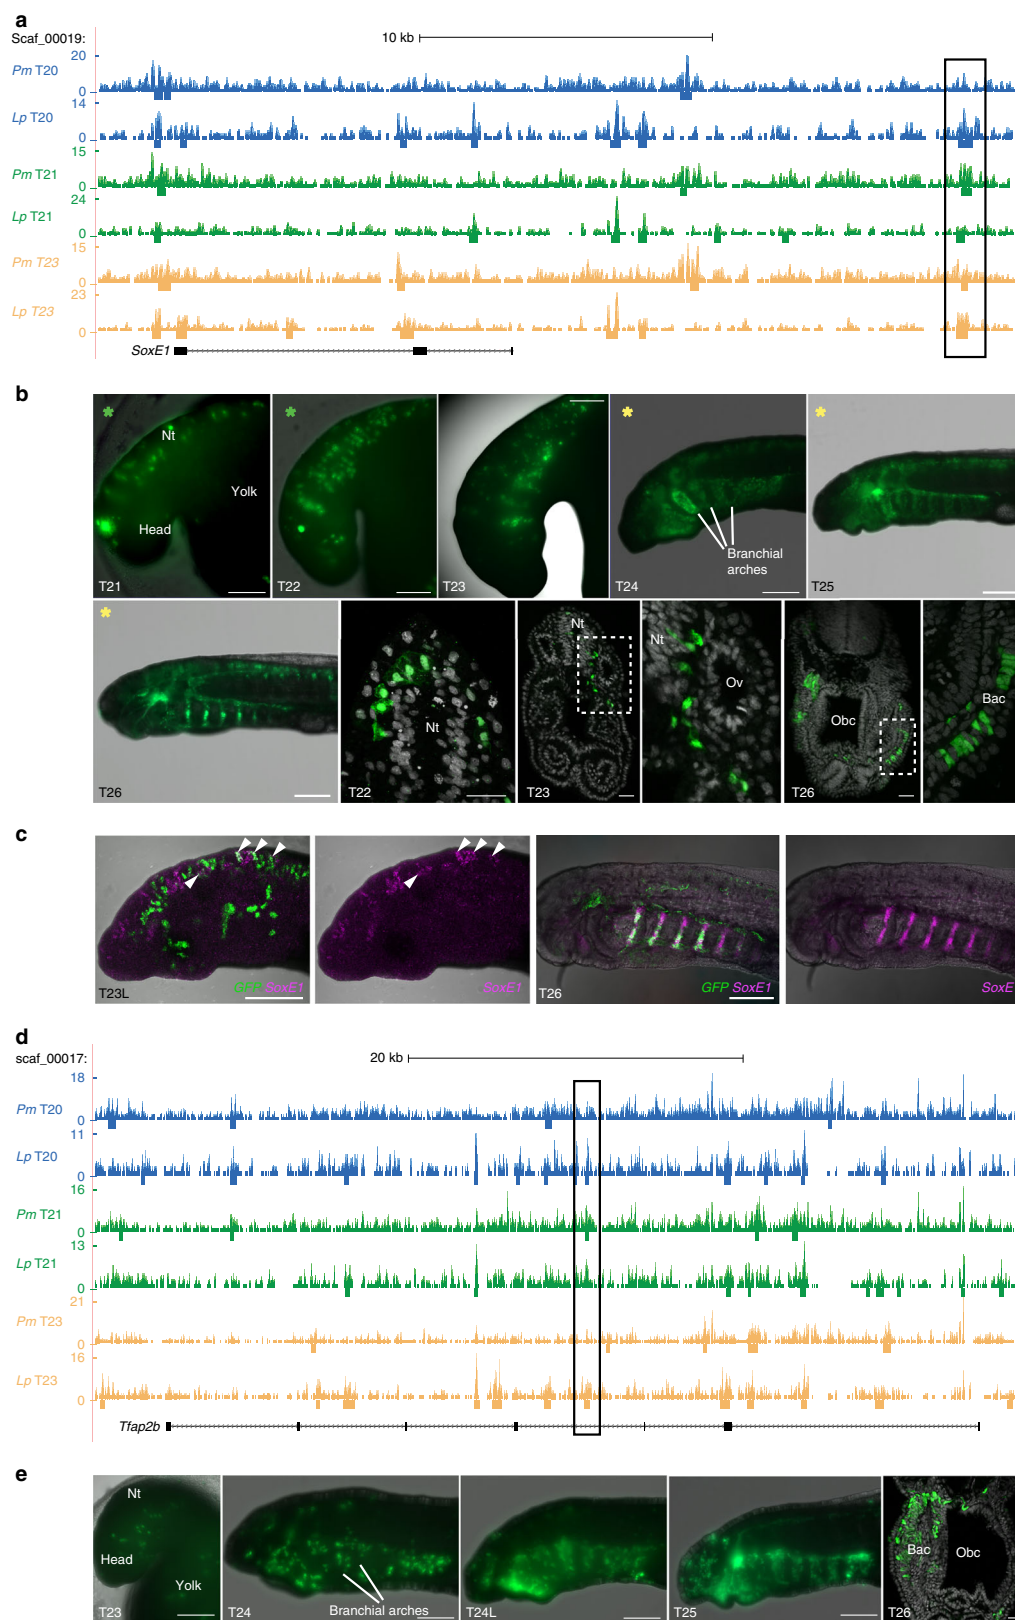 a
Scaf_00019:
10 kb
20
Pm T20
0
14
Lp T20
0
15
Pm T21
0
24
Lp T21
0
15
Pm T23
0
23
Lp T23
0
SoxE1
b
Nt
Yolk
Head
T21
T22
T23
Branchial
arches
T24
T25
T26
Nt
T22
Nt
T23
Nt
Ov
Obc
T26
Bac
c
T23L
GFP SoxE1
SoxE1
T26
GFP SoxE1
SoxE
d
scaf_00017:
20 kb
18
Pm T20
0
11
Lp T20
0
16
Pm T21
0
13
Lp T21
0
21
Pm T23
0
16
Lp T23
0
Tfap2b
e
Nt
Head
Yolk
T23
T24
Branchial arches
T24L
T25
Bac
Obc
T26